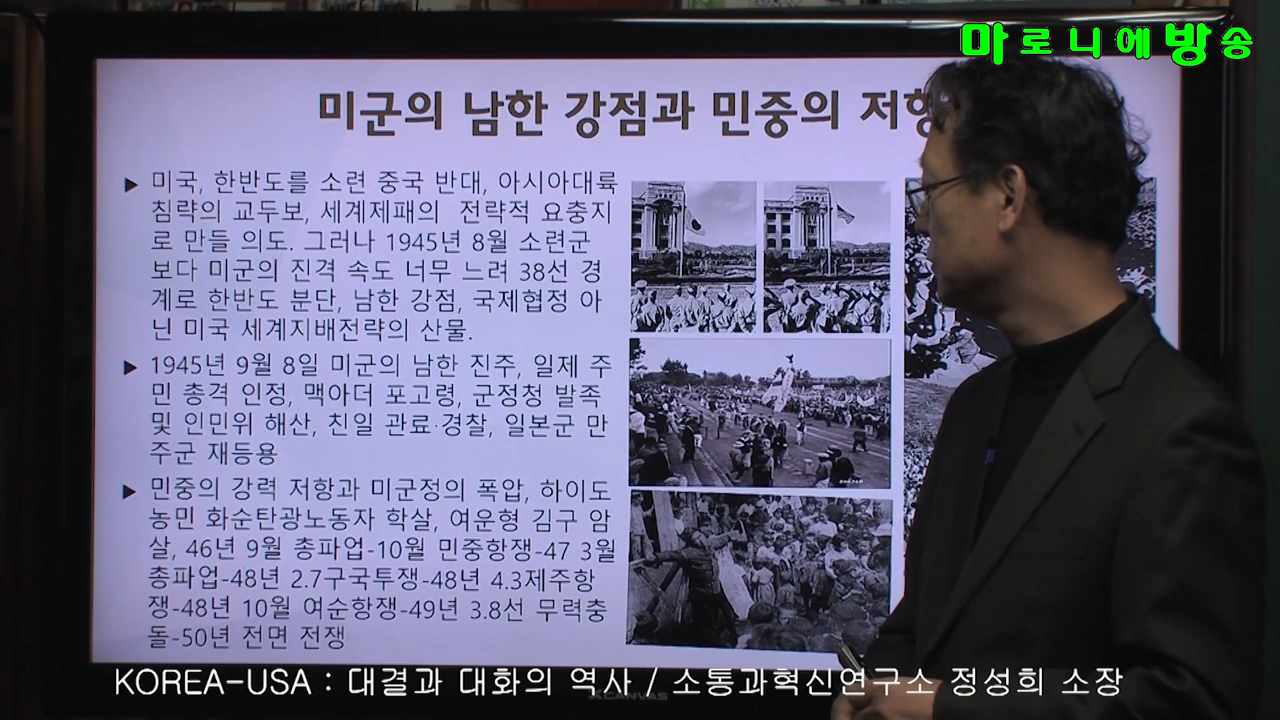 마로니에방송
미군의 남한 강점과 민중의 저항
▶ 미국, 한반도를 소련 중국 반대, 아시아대륙
침략의 교두보, 세계제패의 전략적 요충지
로 만들 의도. 그러나 1945년 8월 소련군
보다 미군의 진격 속도 너무 느려 38선 경
계로 한반도 분단, 남한 강점, 국제협정 아
닌 미국 세계지배전략의 산물.
▶ 1945년 9월 8일 미군의 남한 진주, 일제 주
민 총격 인정, 맥아더 포고령, 군정청 발족
및 인민위 해산, 친일 관료·경찰, 일본군 만
주군 재등용
▶ 민중의 강력 저항과 미군정의 폭압, 하이도
농민 화순탄광노동자 학살, 여운형 김구 암
살, 46년 9월 총파업-10월 민중항쟁-47 3월
총파업-48년 2.7구국투쟁-48년 4.3제주항
쟁-48년 10월 여순항쟁-49년 3.8선 무력충
돌-50년 전면 전쟁
KOREA-USA : 대결과 대화의 역사 / 소통과혁신연구소 정성희 소장